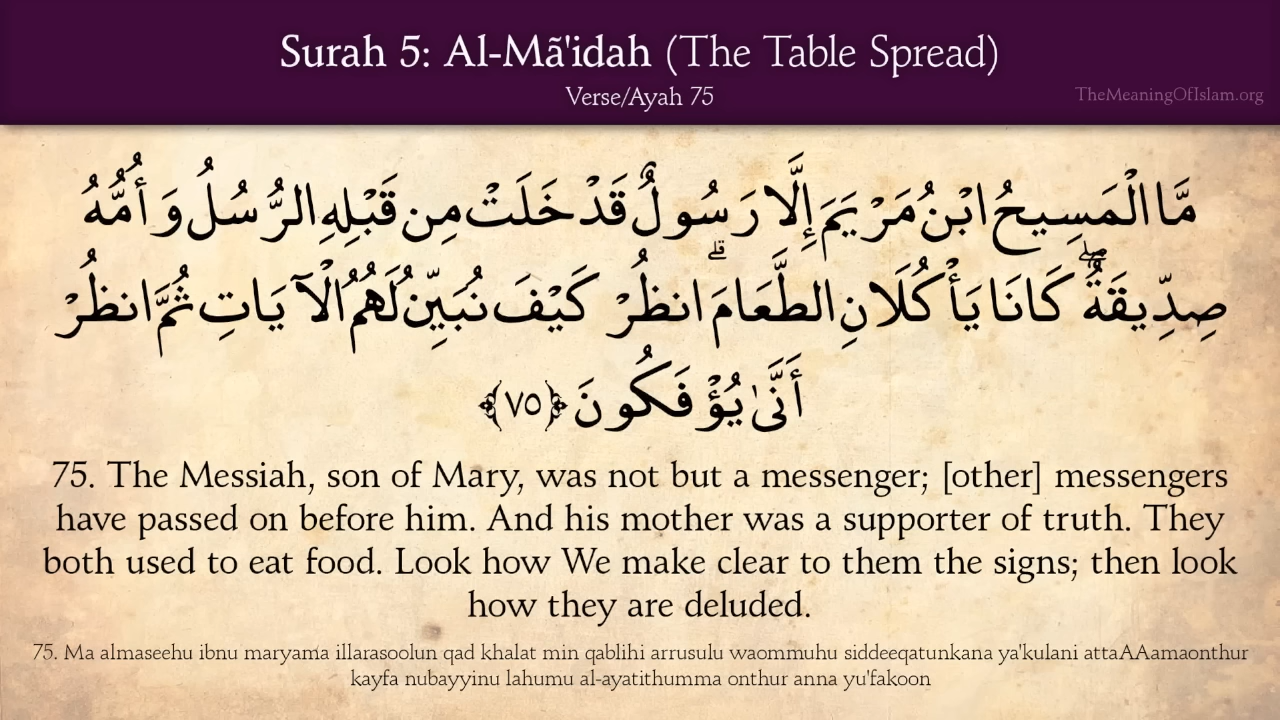 Surah 5: Al-Mã'idah (The Table Spread)
Verse/Ayah 75
TheMeaningOfIslam.org
مَّا الْمَسِيحُ ابْنُ مَرْيَمَ إِلَّا رَسُولٌ قَدْ خَلَتْ مِن قَبْلِهِ الرُّسُلُ وَأُمُّهُ
صِدِّيقَةٌ ۖ كَانَا يَأْكُلَانِ الطَّعَامَ ۗ انظُرْ كَيْفَ نُبَيِّنُ لَهُمُ الْآيَاتِ ثُمَّ انظُرْ
أَنَّىٰ يُؤْفَكُونَ ﴿٧٥﴾
75. The Messiah, son of Mary, was not but a messenger; [other] messengers
have passed on before him. And his mother was a supporter of truth. They
both used to eat food. Look how We make clear to them the signs; then look
how they are deluded.
75. Ma almaseehu ibnu maryama illarasoolun qad khalat min qablihi arrusulu waommuhu siddeeqatunkana ya'kulani attaAAamaonthur
kayfa nubayyinu lahumu al-ayatithumma onthur anna yu'fakoon